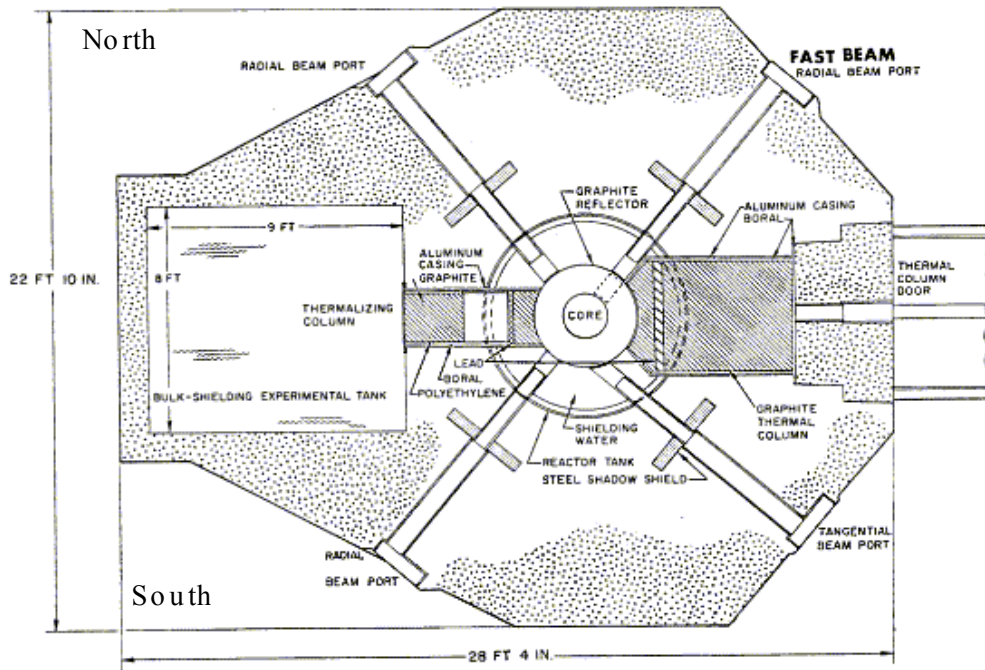 North
RADIAL BEAM PORT
FAST BEAM
RADIAL BEAM PORT
GRAPHITE
REFLECTOR
ALUMINUM CASING
BORAL
9 FT
8 FT
22 FT 10 IN.
ALUMINUM
CASING
GRAPHITE
THERMALIZING
COLUMN
CORE
THERMAL
COLUMN
DOOR
LEAD
BORAL
POLYETHYLENE
BULK-SHIELDING EXPERIMENTAL TANK
SHIELDING
WATER
GRAPHITE
THERMAL
COLUMN
REACTOR TANK
STEEL SHADOW SHIELD
TANGENTIAL
BEAM PORT
RADIAL
BEAM PORT
South
28 FT 4 IN.